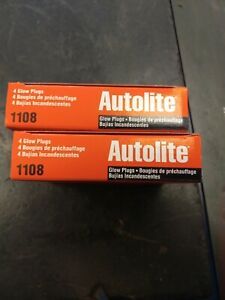 4 Glow Plugs
4 Bougies de préchauffage
4 Bujías Incandescentes
1108
Autolite
Glow Plugs • Bougies de préchauffage
Bujías Incandescentes
4 Glow Plugs
4 Bougies de préchauffage
4 Bujías Incandescentes
1108
Autolite
Glow Plugs • Bougies de préchauffage
Bujías Incandescentes